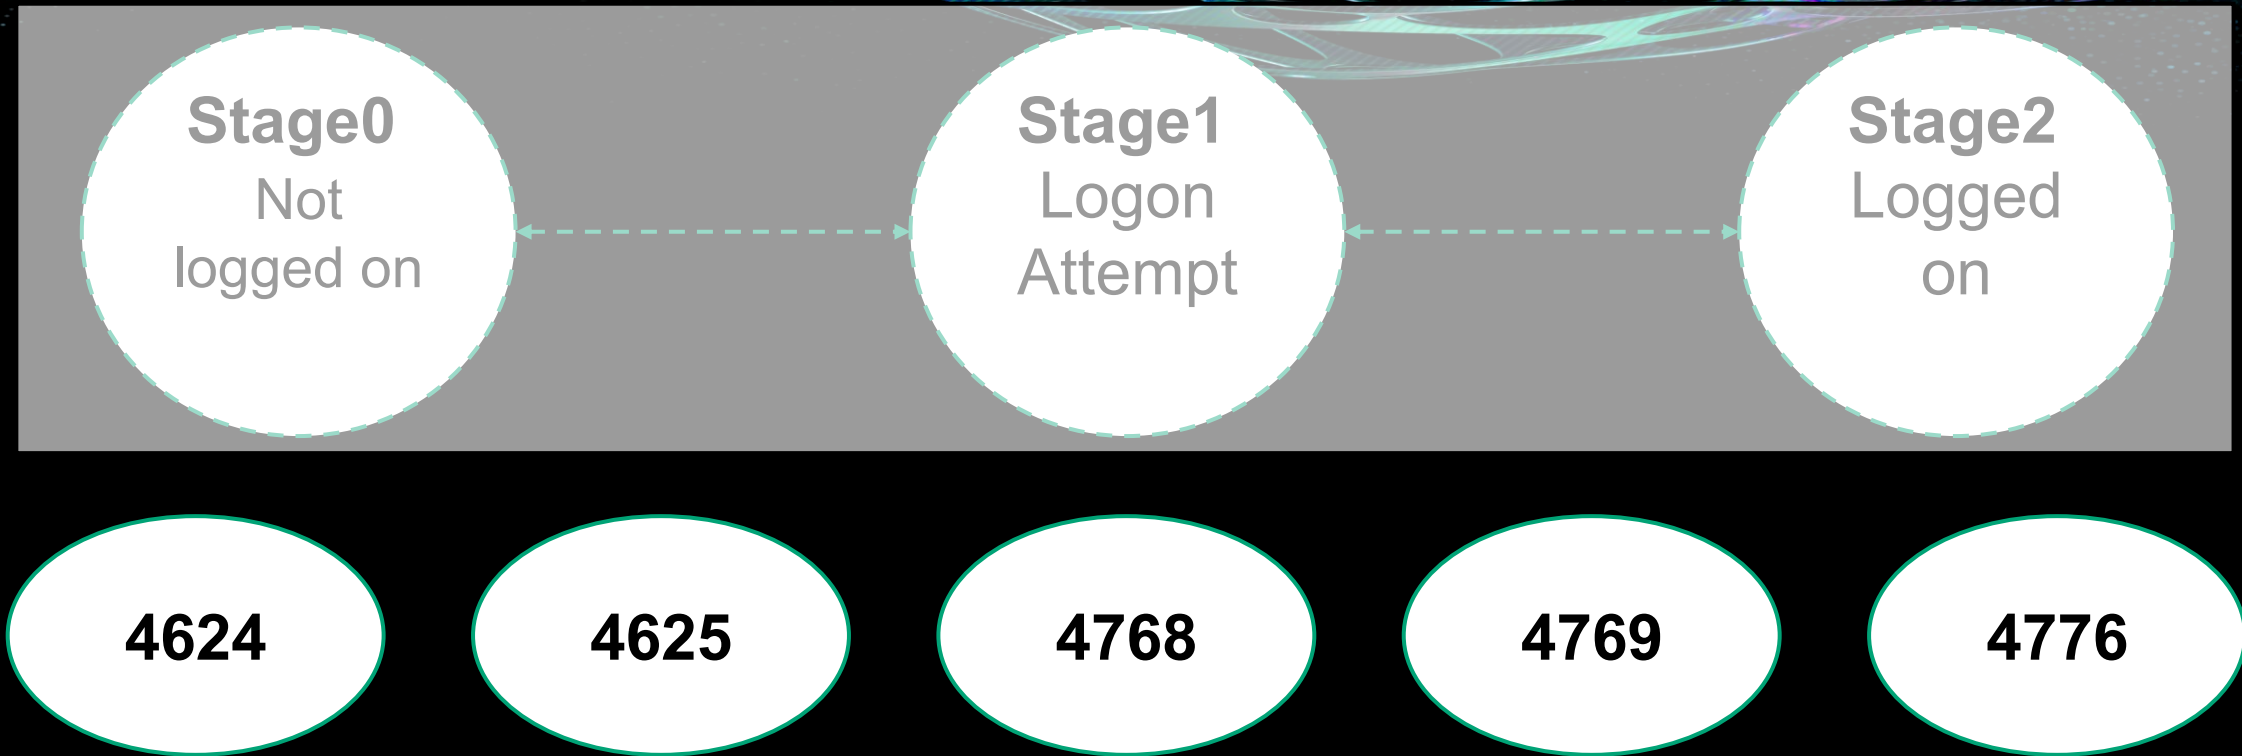 Stage0
Not
logged on
Stage1
Logon
Attempt
Stage2
Logged
on
4624
4625
4768
4769
4776